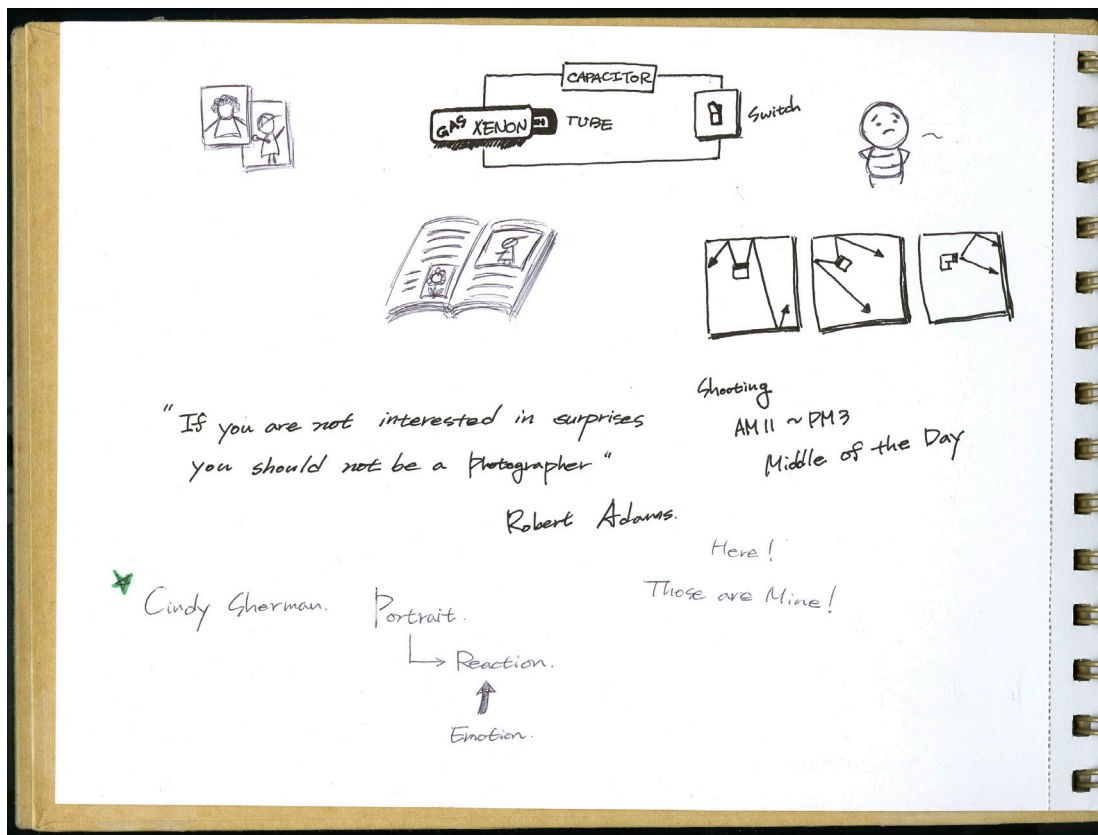 CAPACITOR
GAS XENON TUBE
Switch
~
"If you are not interested in surprises
you should not be a photographer"
Robert Adams.
Shooting
AM 11 ~ PM 3
Middle of the Day
Here!
Those are Mine!
Cindy Sherman. Portrait.
Reaction.
Emotion.